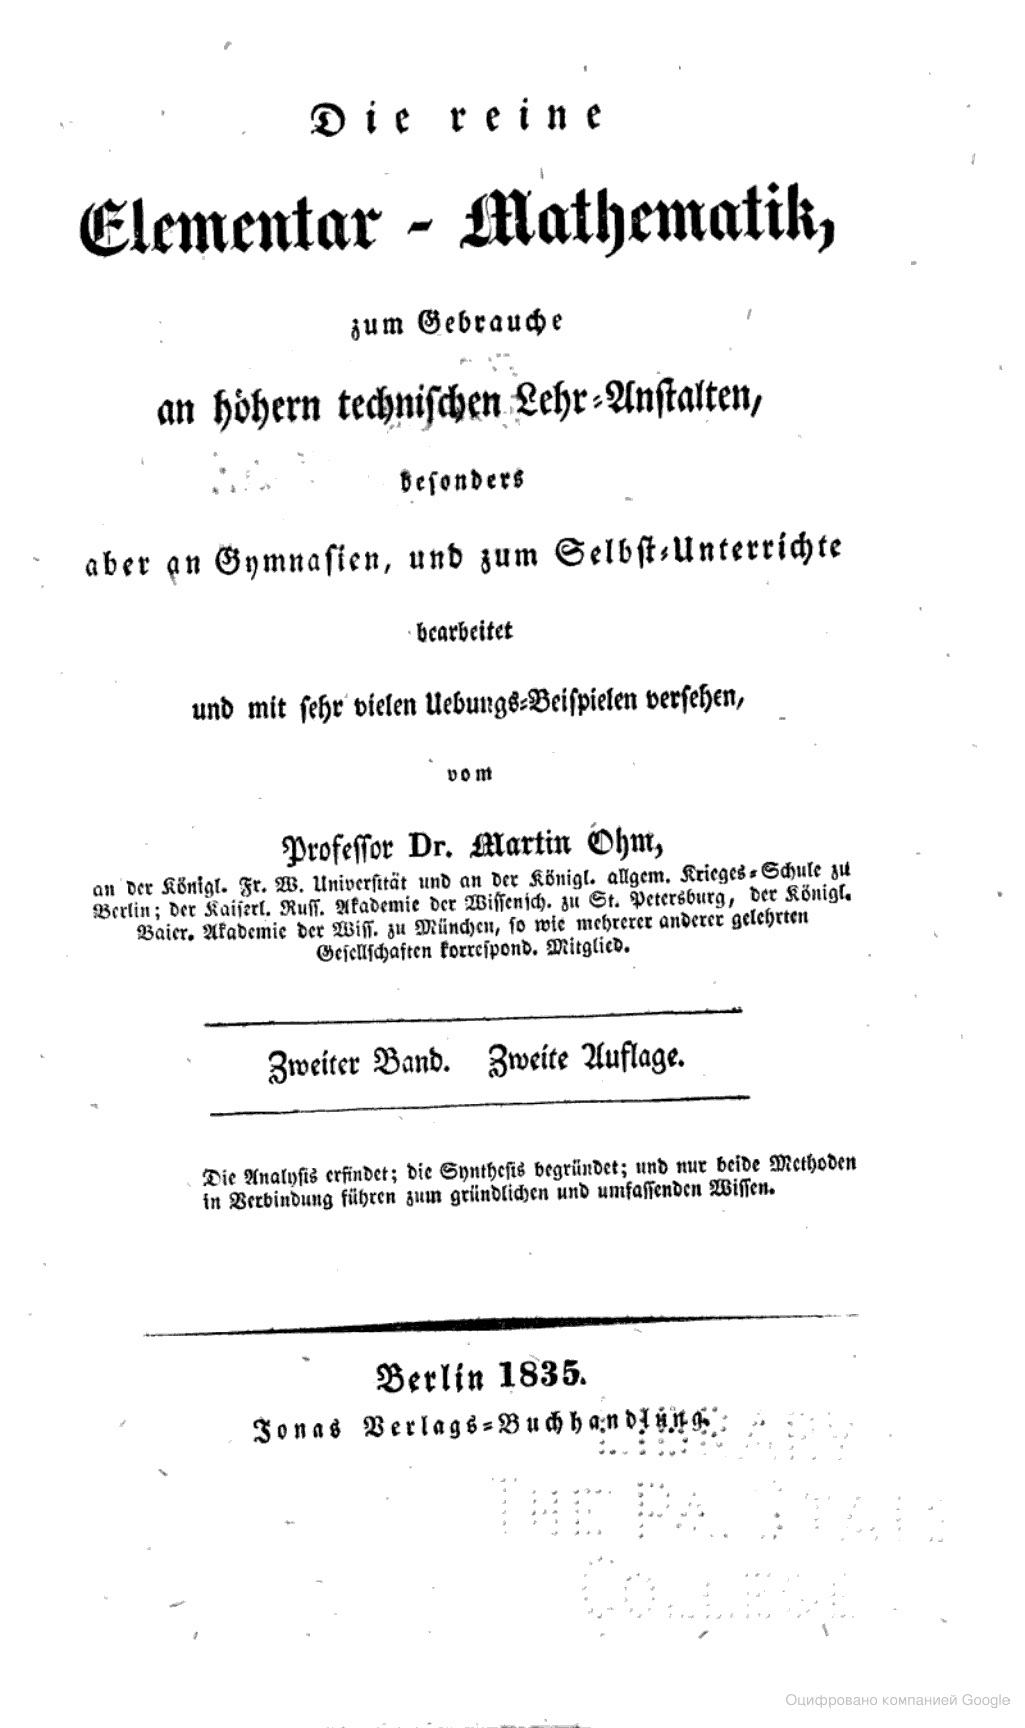 Die reine
Elementar - Mathematik,
zum Gebrauche
an höhern technischen Lehr-Anstalten,
besonders
aber an Gymnasien, und zum Selbst-Unterrichte
bearbeitet
und mit sehr vielen Uebungs-Beispielen versehen,
vom
Professor Dr. Martin Ohm,
an der Königl. Fr. W. Universität und an der Königl. allgem. Krieges-Schule zu
Berlin; der Kaiserl. Russ. Akademie der Wissensch. zu St. Petersburg, der Königl.
Baier. Akademie der Wiss. zu München, so wie mehrerer anderer gelehrten
Gesellschaften korrespond. Mitglied.
Zweiter Band. Zweite Auflage.
Die Analysis erfindet; die Synthesis begründet; und nur beide Methoden
in Verbindung führen zum gründlichen und umfassenden Wissen.
Berlin 1835.
Jonas Verlags-Buchhandlung.
LIBRARY
THE PA. STATE
COLLEGE
Оцифровано компанией Google